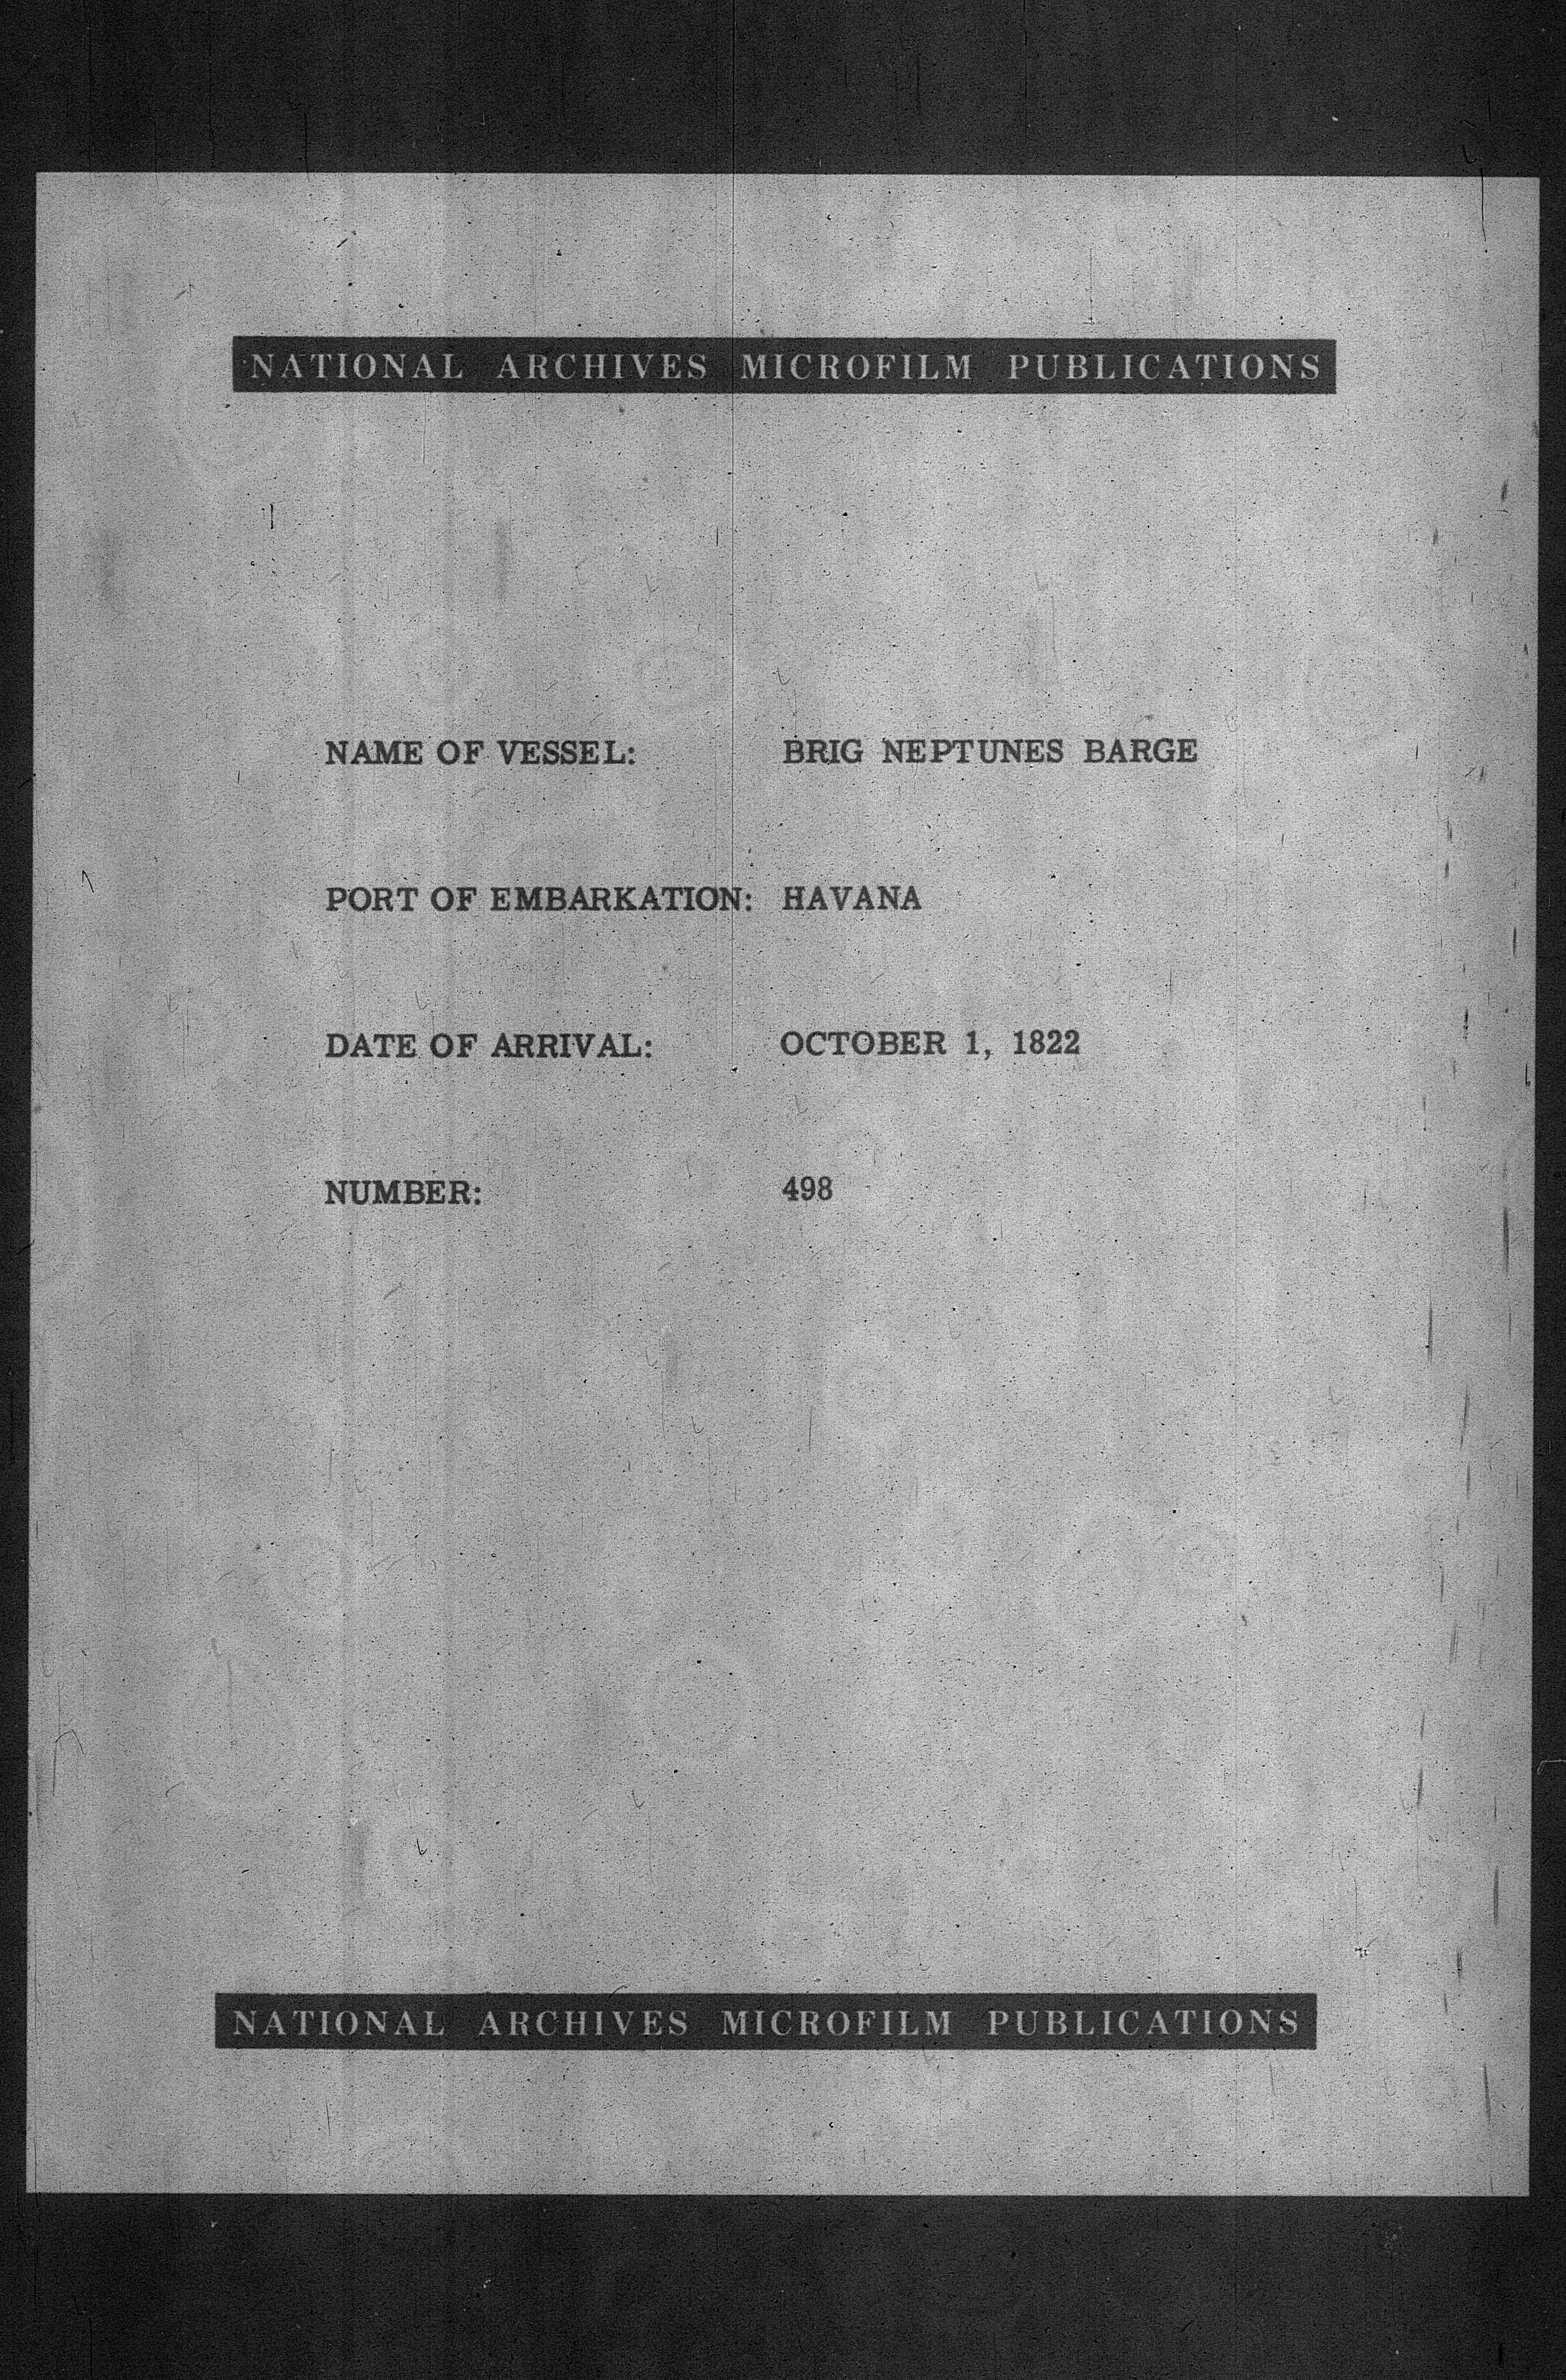 NATIONAL ARCHIVES MICROFILM PUBLICATIONS
NAME OF VESSEL: BRIG NEPTUNES BARGE
PORT OF EMBARKATION: HAVANA
DATE OF ARRIVAL: OCTOBER 1, 1822
NUMBER: 498
NATIONAL ARCHIVES MICROFILM PUBLICATIONS